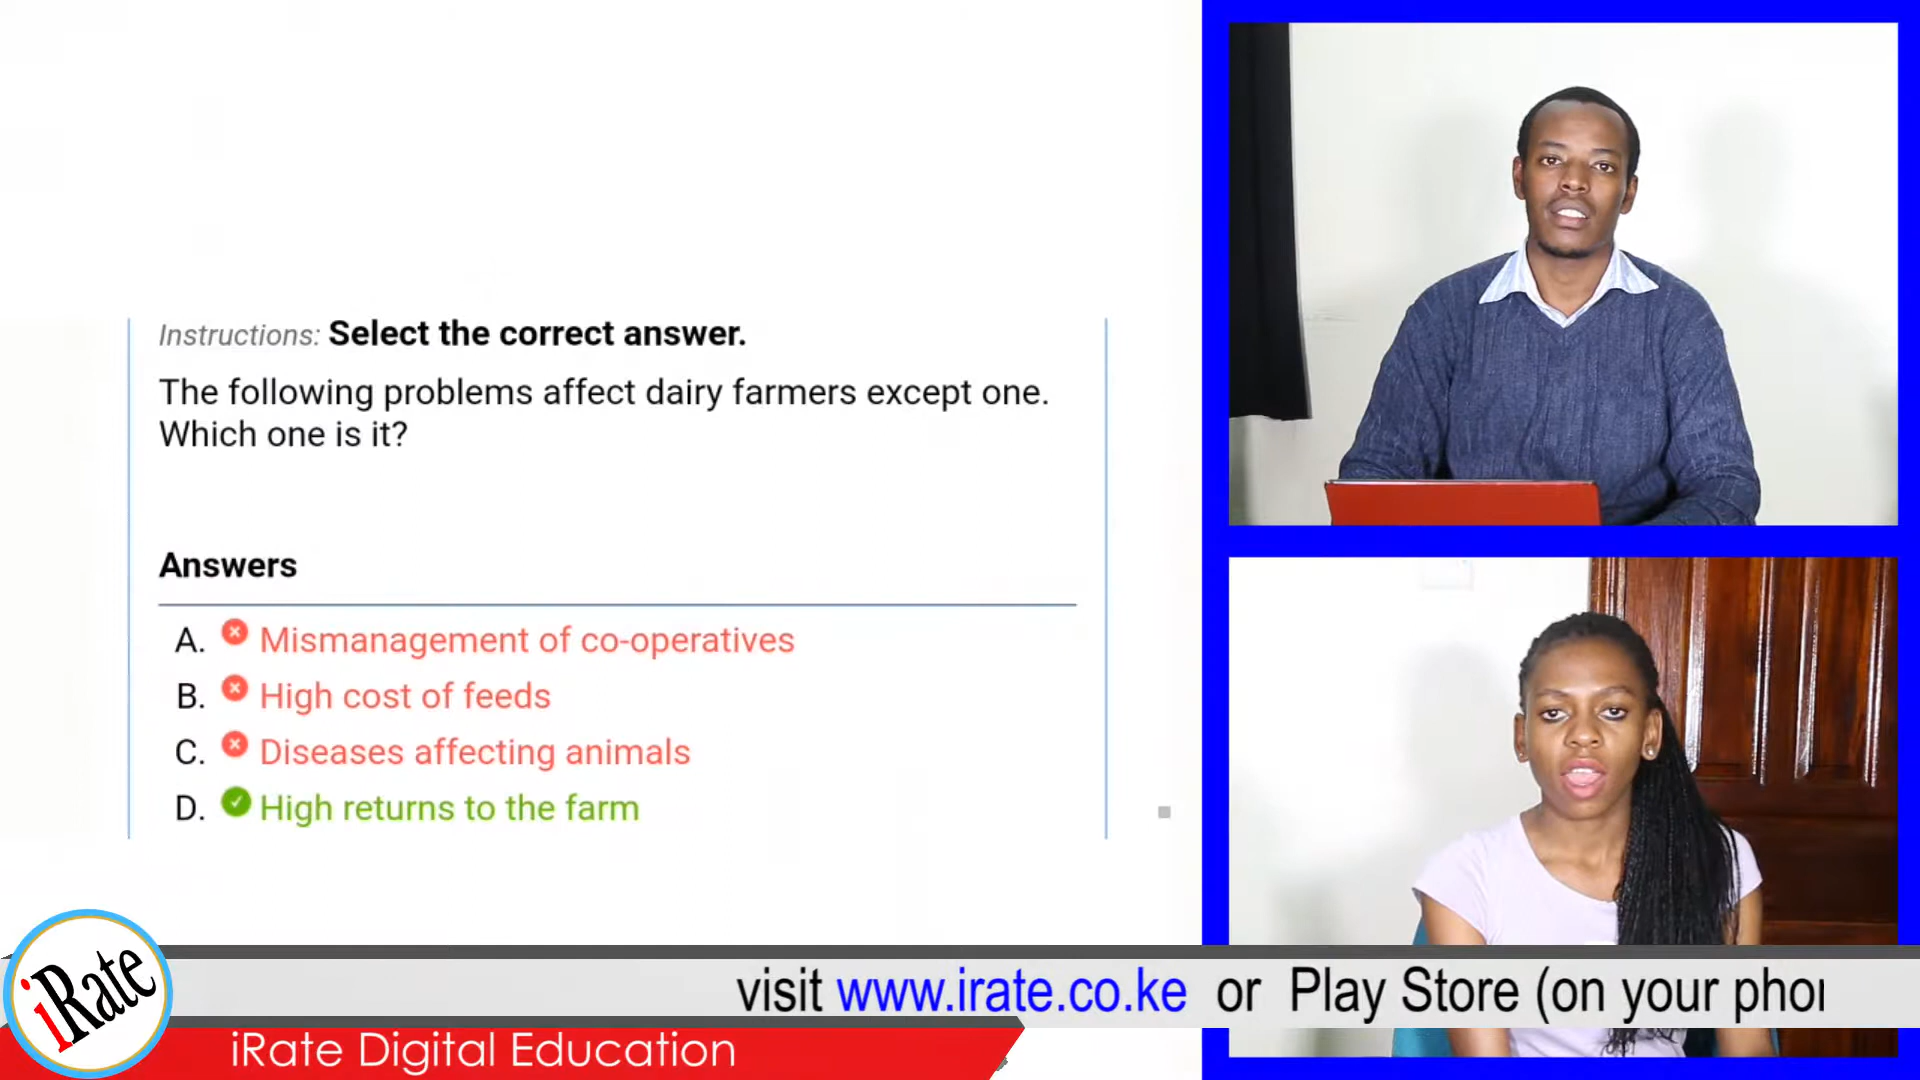 Instructions: Select the correct answer.
The following problems affect dairy farmers except one.
Which one is it?
Answers
A. Mismanagement of co-operatives
B. High cost of feeds
C. Diseases affecting animals
D. High returns to the farm
iRate
visit www.irate.co.ke or Play Store (on your
iRate Digital Education